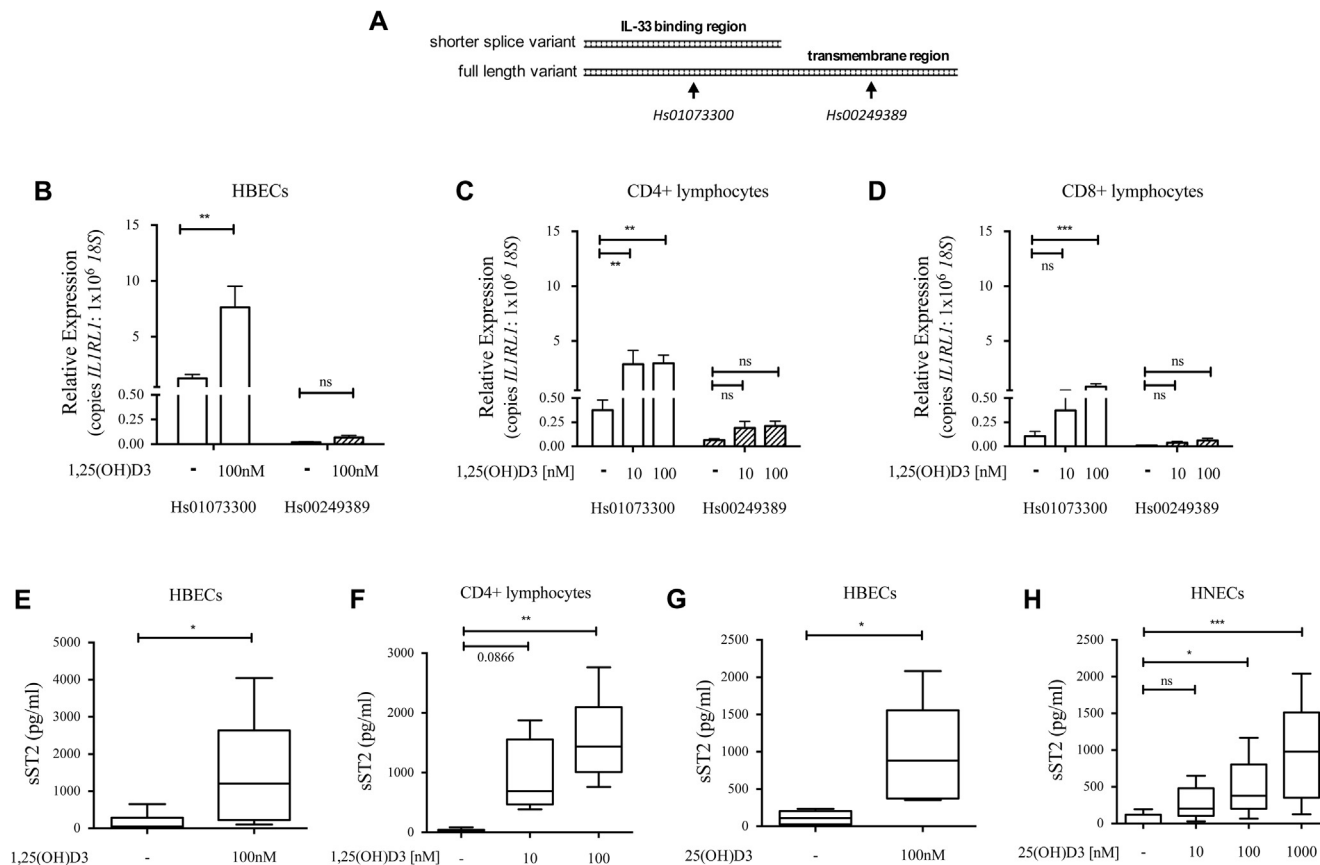 A
IL-33 binding region
shorter splice variant
transmembrane region
full length variant
Hs01073300 Hs00249389
B HBECs
Relative Expression
(copies IL1RL1: 1x10⁶ 18S)
15
10
5
0.50
0.25
0.00
** ns
1,25(OH)D3 - 100nM - 100nM
Hs01073300 Hs00249389
C CD4+ lymphocytes
Relative Expression
(copies IL1RL1: 1x10⁶ 18S)
15
10
5
0.50
0.25
0.00
**
**
ns
ns
1,25(OH)D3 [nM] - 10 100 - 10 100
Hs01073300 Hs00249389
D CD8+ lymphocytes
Relative Expression
(copies IL1RL1: 1x10⁶ 18S)
15
10
5
0.50
0.25
0.00
***
ns
ns
ns
1,25(OH)D3 [nM] - 10 100 - 10 100
Hs01073300 Hs00249389
E HBECs
sST2 (pg/ml)
5000
4000
3000
2000
1000
0
*
1,25(OH)D3 - 100nM
F CD4+ lymphocytes
sST2 (pg/ml)
3000
2000
1000
0
**
0.0866
1,25(OH)D3 [nM] - 10 100
G HBECs
sST2 (pg/ml)
2500
2000
1500
1000
500
0
*
25(OH)D3 - 100nM
H HNECs
sST2 (pg/ml)
2500
2000
1500
1000
500
0
***
*
ns
25(OH)D3 [nM] - 10 100 1000